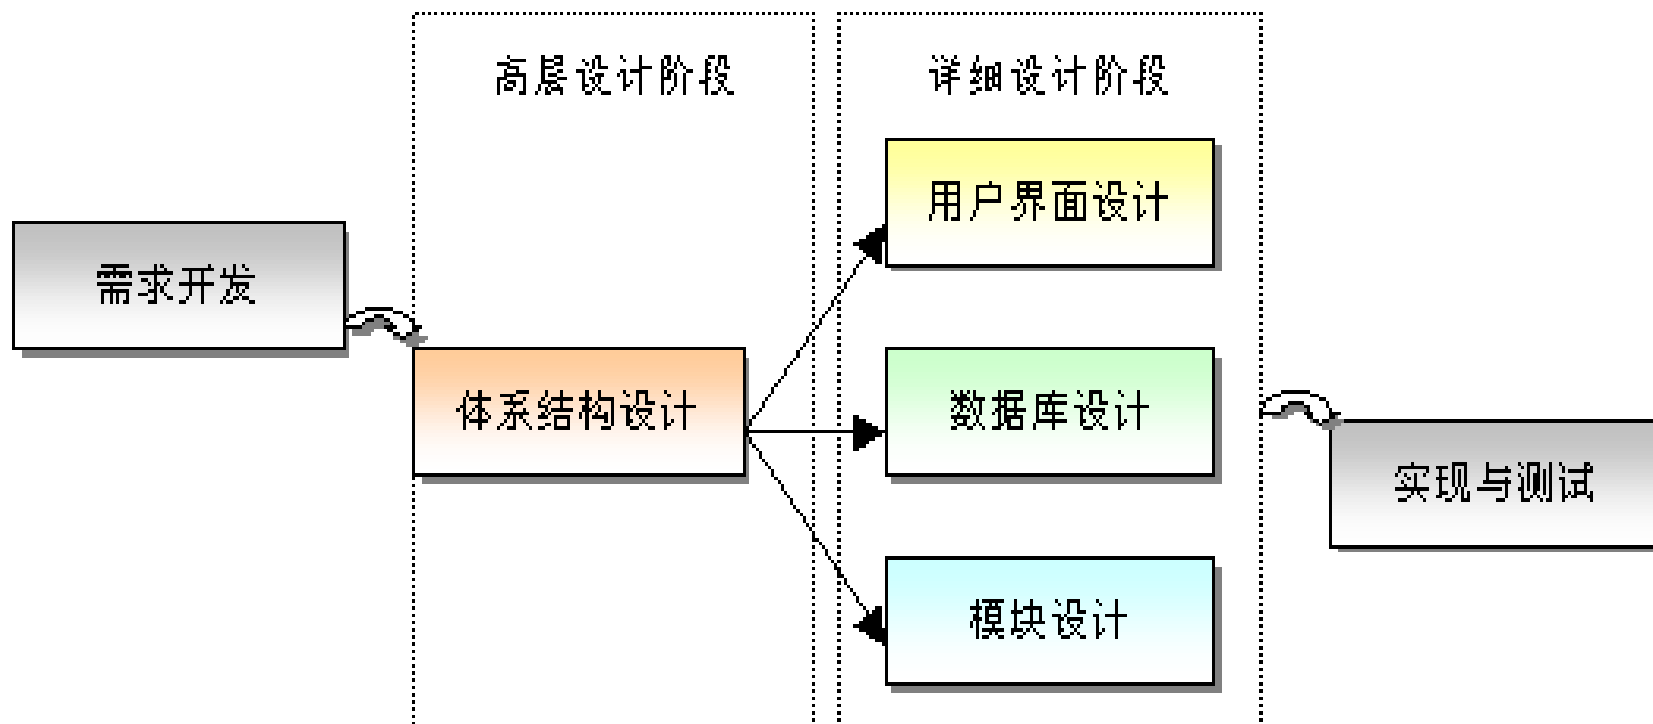 高层设计阶段
详细设计阶段
用户界面设计
需求开发
体系结构设计
数据库设计
实现与测试
模块设计